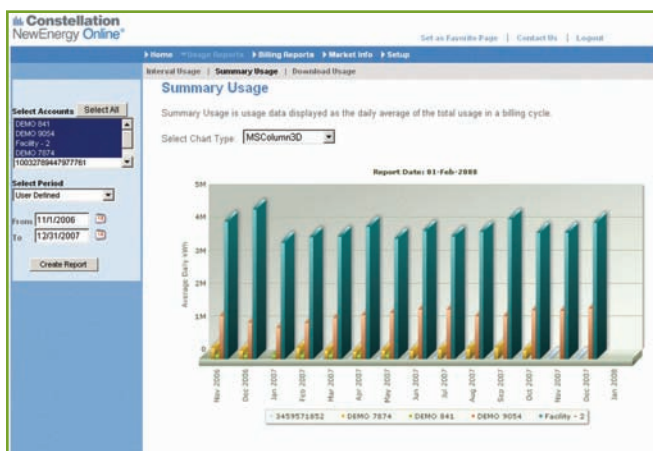 Constellation
NewEnergy Online®
Set as Favorite Page | Contact Us | Logout
Home Usage Reports Billing Reports Market Info Setup
Interval Usage | Summary Usage | Download Usage
Summary Usage
Summary Usage is usage data displayed as the daily average of the total usage in a billing cycle.
Select Accounts Select All
DEMO 841
DEMO 9054
Facility - 2
DEMO 7874
10032789447977761
Select Chart Type: MSColumn3D
Select Period
User Defined
From 11/1/2006
To 12/31/2007
Create Report
Report Date: 01-Feb-2008
Average Daily kWh
5M
4M
3M
2M
1M
0
Nov 2006
Dec 2006
Jan 2007
Feb 2007
Mar 2007
Apr 2007
May 2007
Jun 2007
Jul 2007
Aug 2007
Sep 2007
Oct 2007
Nov 2007
Dec 2007
Jan 2008
3459571852 DEMO 7874 DEMO 841 DEMO 9054 Facility - 2